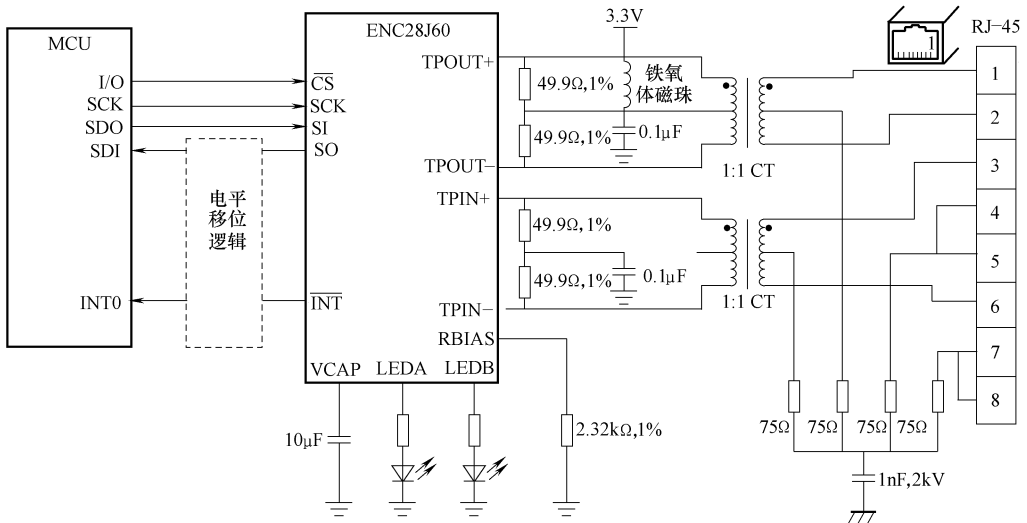 MCU
I/O
SCK
SDO
SDI
INT0
电平
移位
逻辑
ENC28J60
CS
SCK
SI
SO
INT
VCAP
LEDA
LEDB
TPOUT+
TPOUT−
TPIN+
TPIN−
RBIAS
10μF
3.3V
49.9Ω,1%
铁氧
体磁珠
49.9Ω,1%
0.1μF
49.9Ω,1%
49.9Ω,1%
0.1μF
2.32kΩ,1%
1:1 CT
1:1 CT
1
RJ-45
1
2
3
4
5
6
7
8
75Ω
75Ω
75Ω
75Ω
1nF,2kV